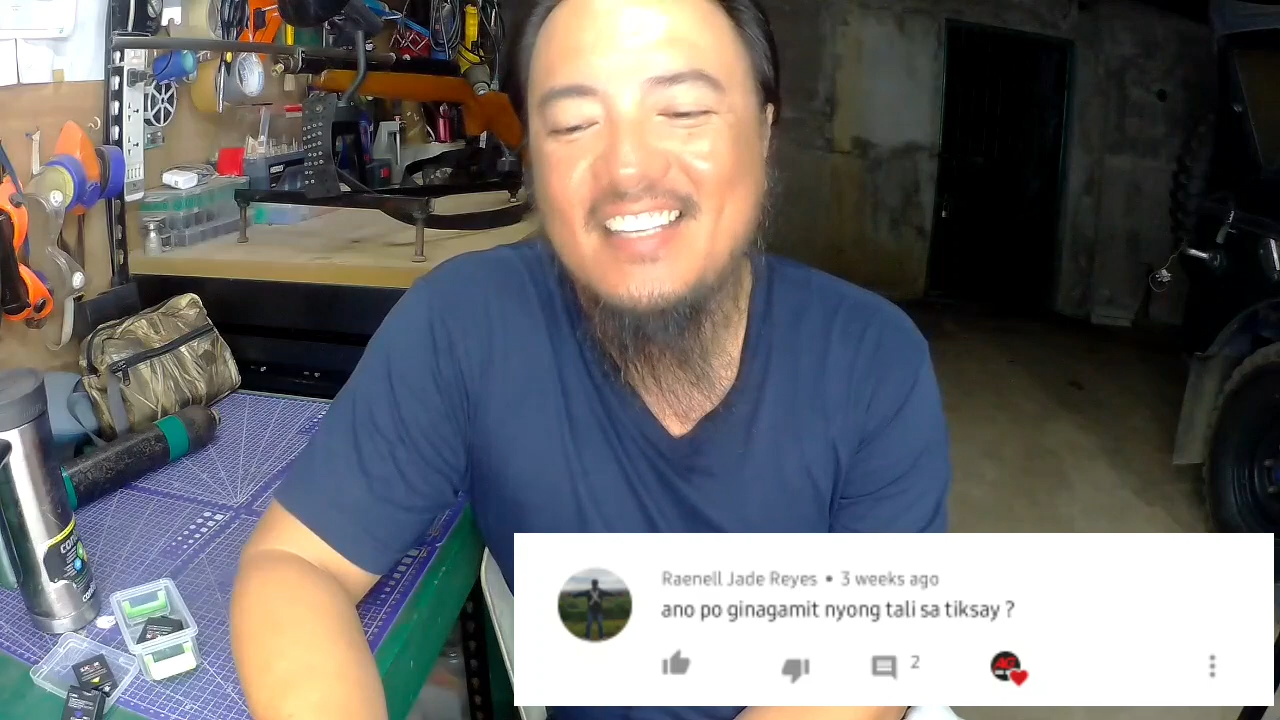 Raenell Jade Reyes • 3 weeks ago
ano po ginagamit nyong tali sa tiksay ?
2